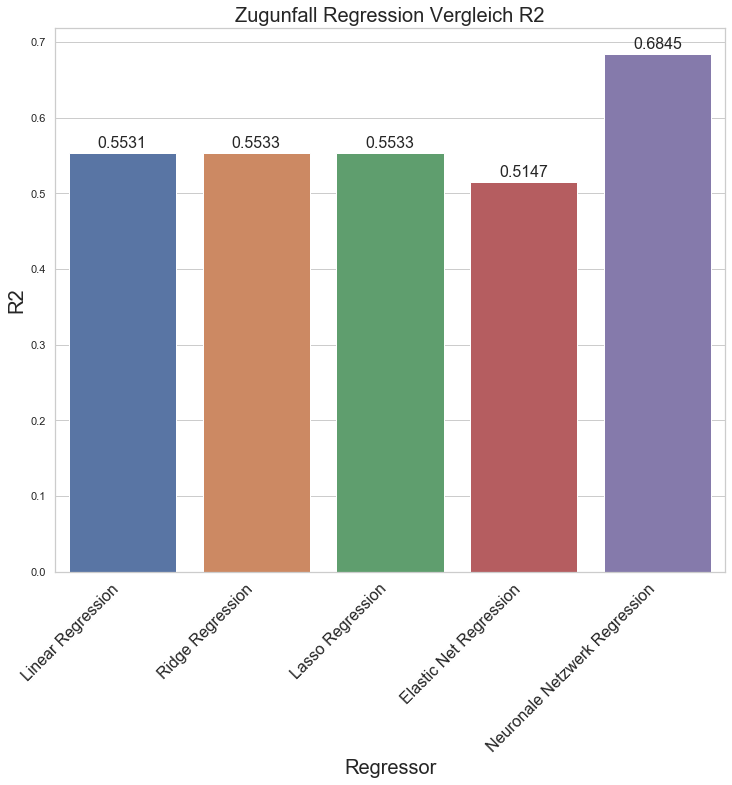 Zugunfall Regression Vergleich R2
0.7
0.6
0.5
0.4
0.3
0.2
0.1
0.0
R2
0.5531
0.5533
0.5533
0.5147
0.6845
Linear Regression
Ridge Regression
Lasso Regression
Elastic Net Regression
Neuronale Netzwerk Regression
Regressor